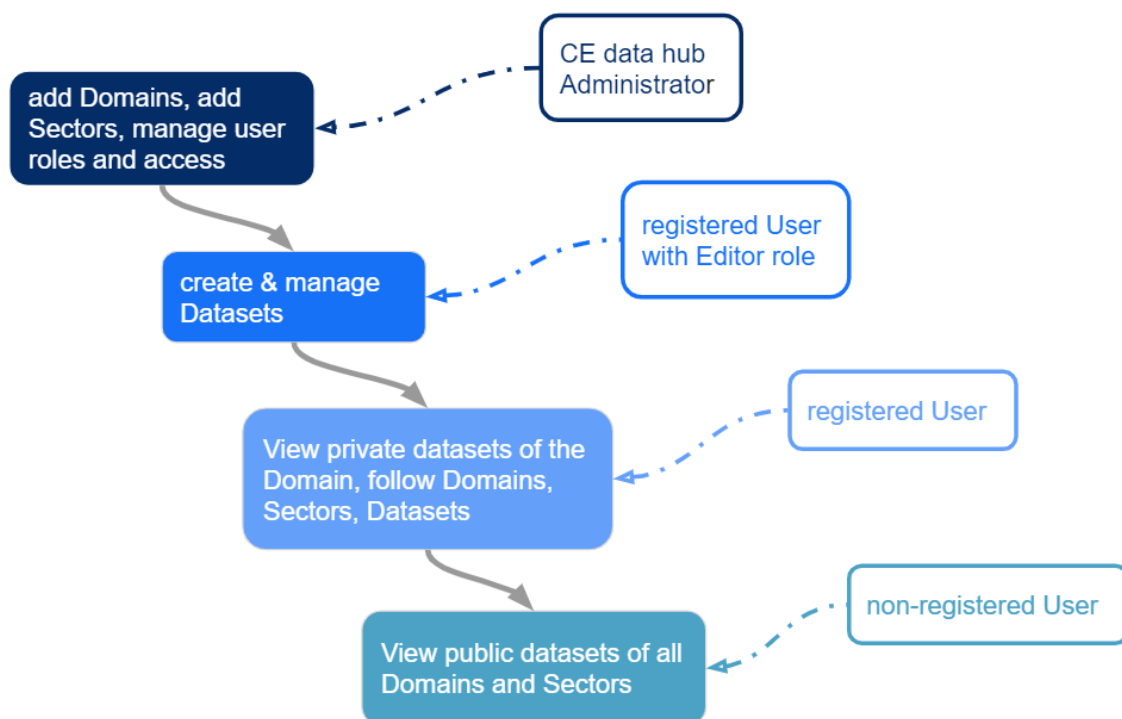 CE data hub
Administrator
add Domains, add
Sectors, manage user
roles and access
registered User
with Editor role
create & manage
Datasets
registered User
View private datasets of the
Domain, follow Domains,
Sectors, Datasets
non-registered User
View public datasets of all
Domains and Sectors